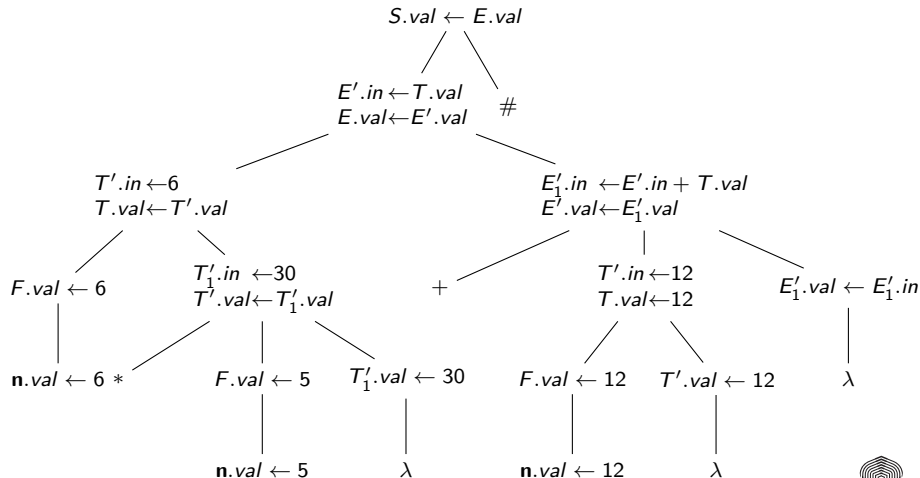 S.val ← E.val
E′.in←T.val
E.val←E′.val
#
T′.in←6
T.val←T′.val
E′₁.in ←E′.in + T.val
E′.val←E′₁.val
F.val ← 6
T′₁.in ←30
T′.val←T′₁.val
+
T′.in←12
T.val←12
E′₁.val ← E′₁.in
n.val ← 6
*
F.val ← 5
T′₁.val ← 30
F.val ← 12
T′.val ← 12
λ
n.val ← 5
λ
n.val ← 12
λ